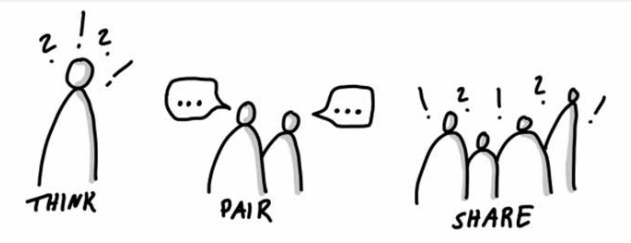 ? ! ? !
... ...
! ? ! ? !
THINK
PAIR
SHARE